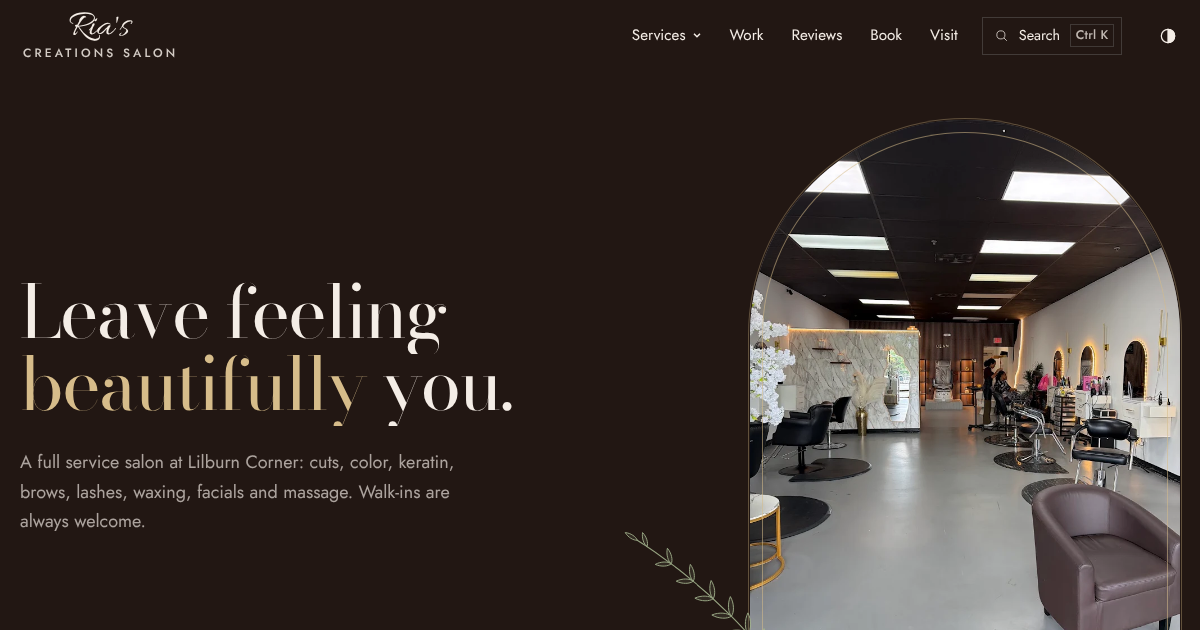 Ria's
CREATIONS SALON
Services
Work
Reviews
Book
Visit
Search
Ctrl K
Leave feeling
beautifully you.
A full service salon at Lilburn Corner: cuts, color, keratin,
brows, lashes, waxing, facials and massage. Walk-ins are
always welcome.